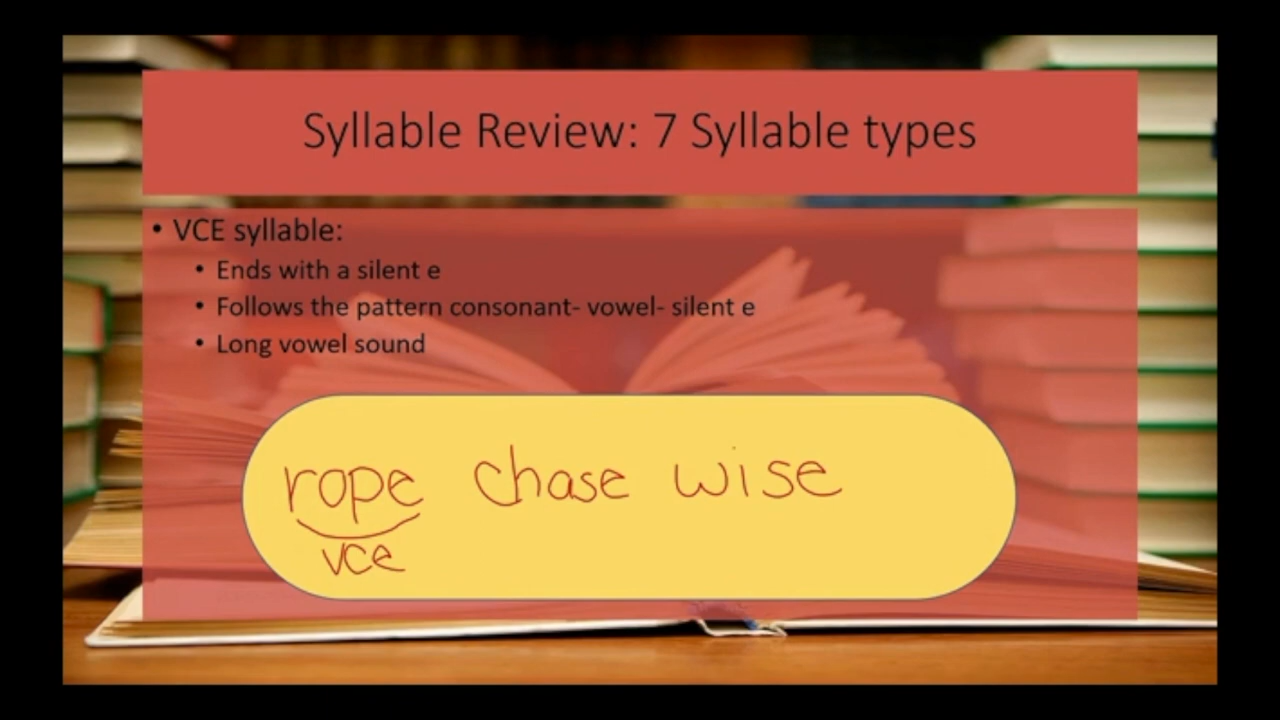 Syllable Review: 7 Syllable types
• VCE syllable:
• Ends with a silent e
• Follows the pattern consonant- vowel- silent e
• Long vowel sound
rope chase wise
vce